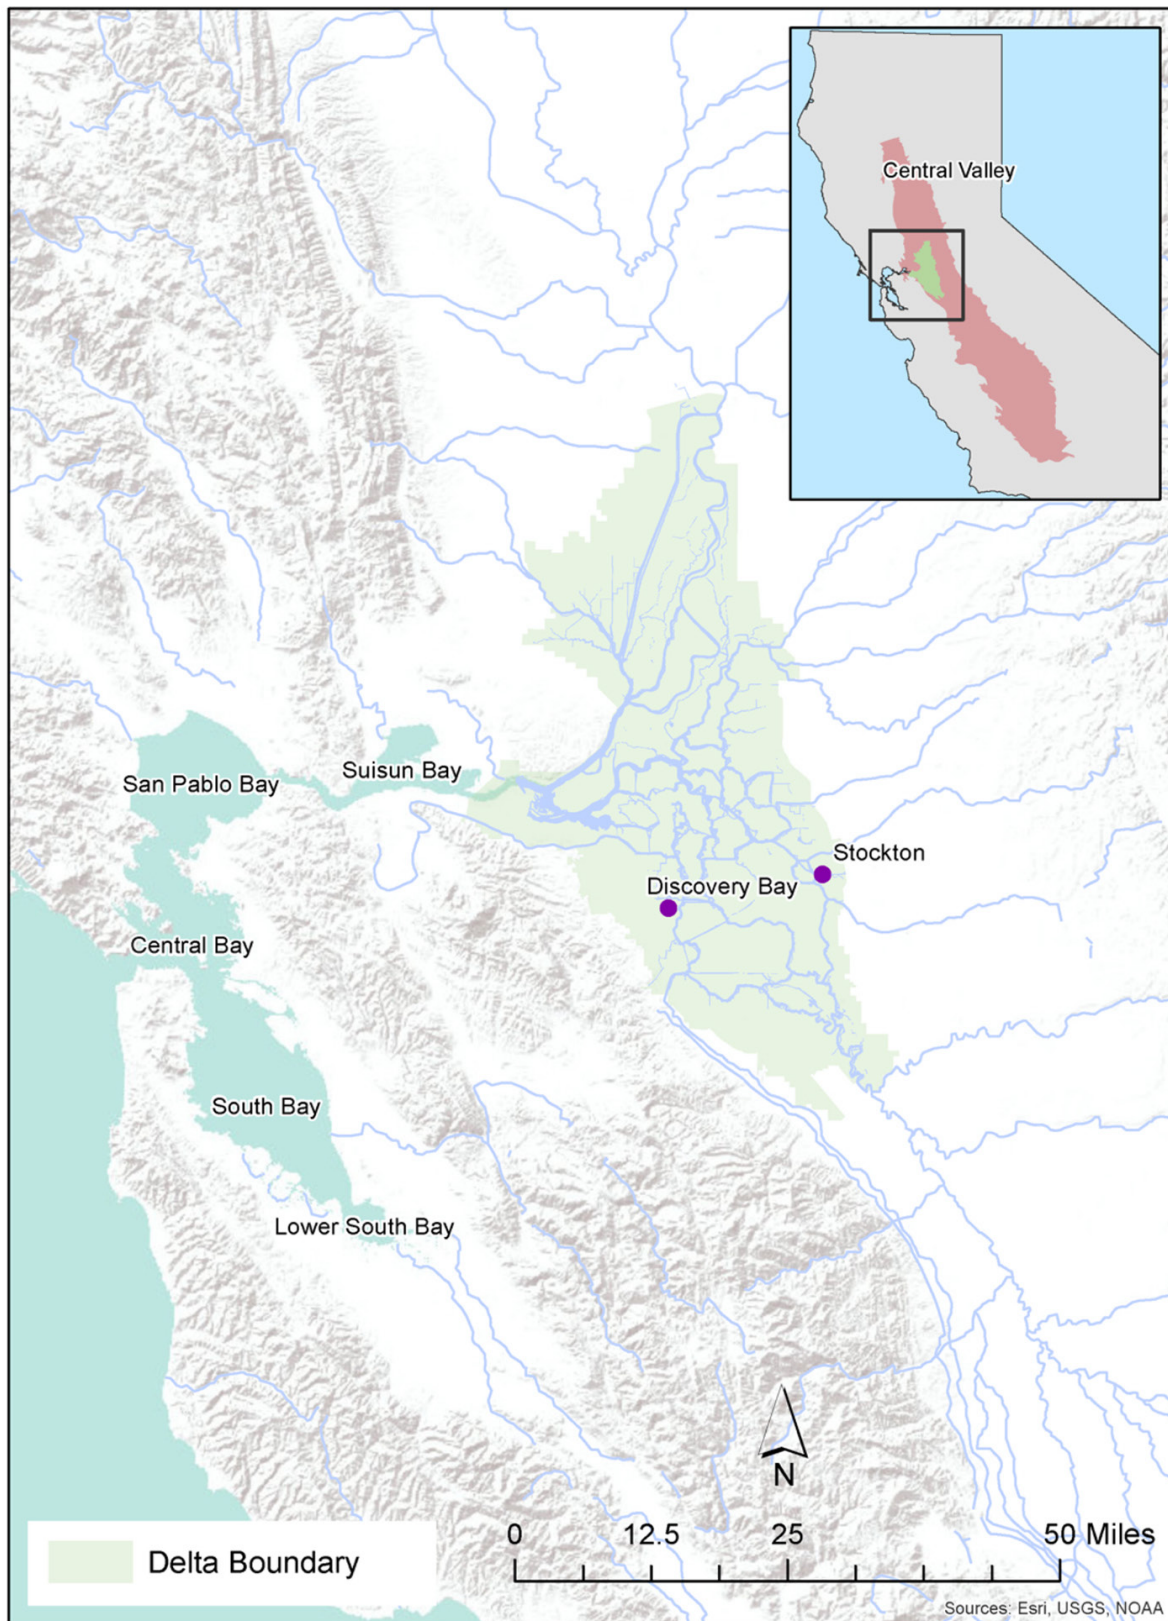 Central Valley
Suisun Bay
San Pablo Bay
Stockton
Discovery Bay
Central Bay
South Bay
Lower South Bay
N
0 12.5 25 50 Miles
Delta Boundary
Sources: Esri, USGS, NOAA